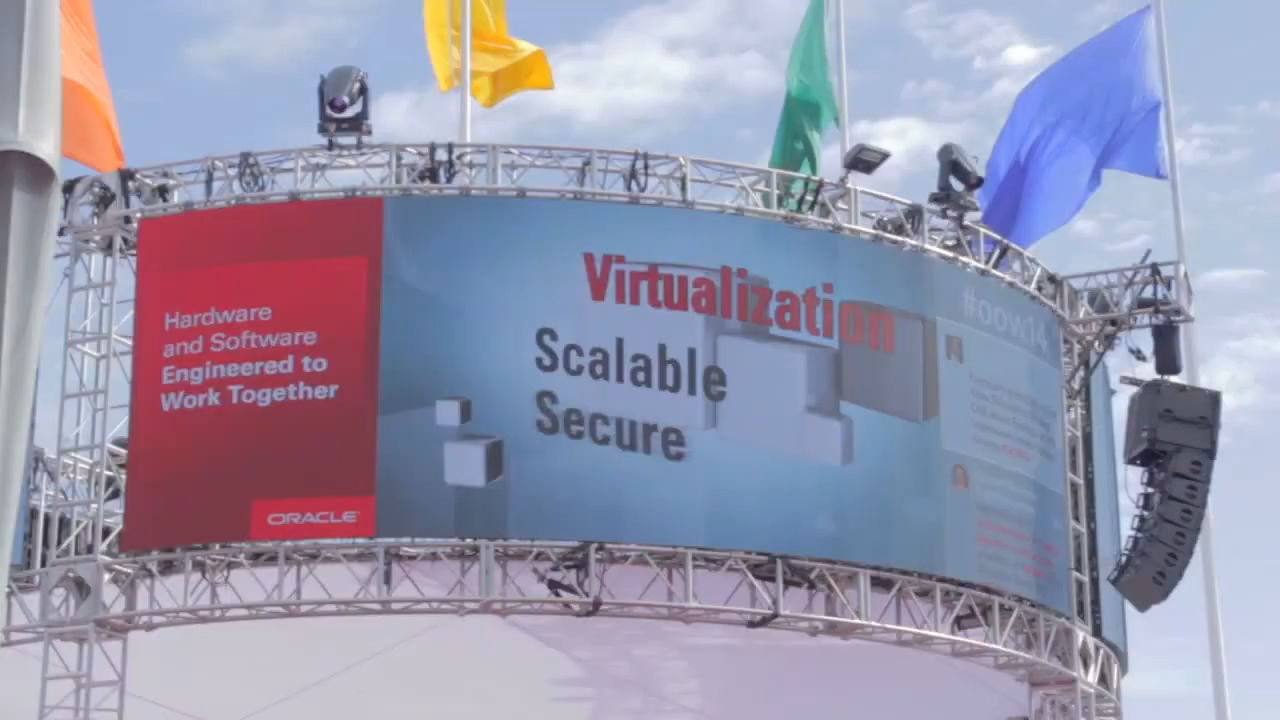 Hardware
and Software
Engineered to
Work Together
ORACLE
Virtualization
Scalable
Secure
#oow14